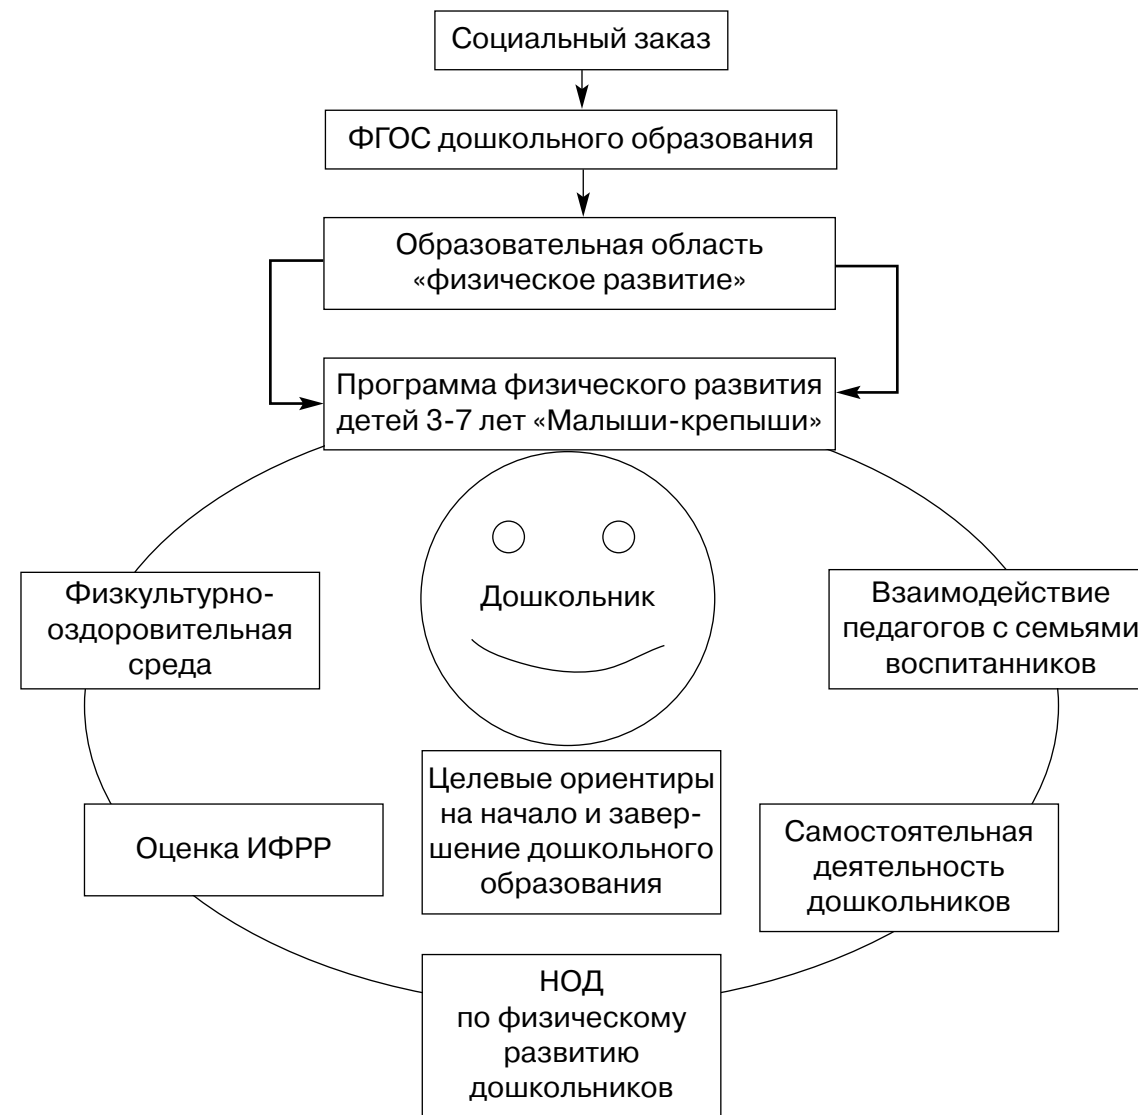 Социальный заказ
ФГОС дошкольного образования
Образовательная область
«физическое развитие»
Программа физического развития
детей 3-7 лет «Малыши-крепыши»
Дошкольник
Физкультурно-
оздоровительная
среда
Взаимодействие
педагогов с семьями
воспитанников
Целевые ориентиры
на начало и завер-
шение дошкольного
образования
Оценка ИФРР
Самостоятельная
деятельность
дошкольников
НОД
по физическому
развитию
дошкольников